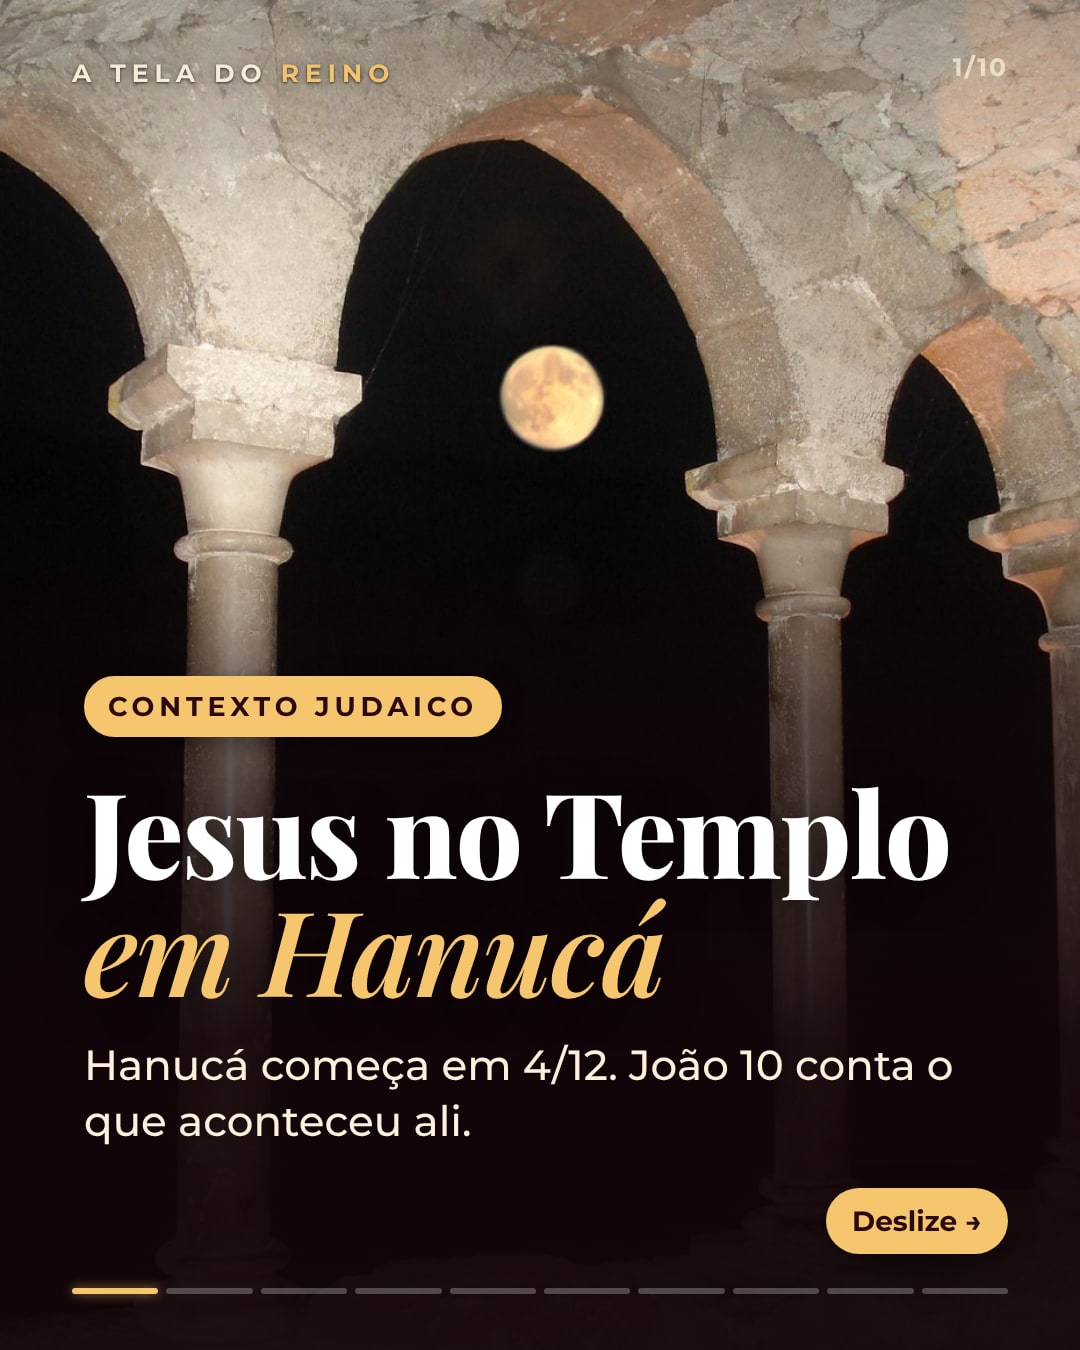 A TELA DO REINO
1/10
CONTEXTO JUDAICO
Jesus no Templo
em Hanucá
Hanucá começa em 4/12. João 10 conta o
que aconteceu ali.
Deslize →